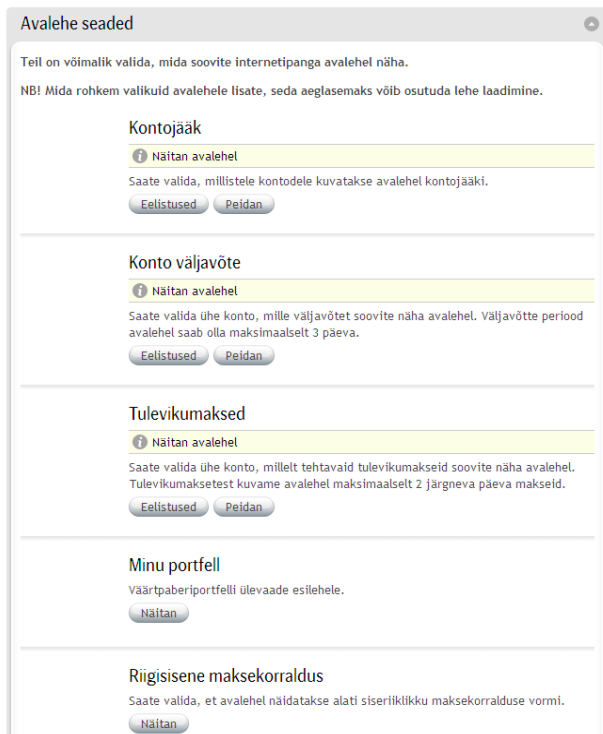 Avalehe seaded
Teil on võimalik valida, mida soovite internetipanga avalehel näha.
NB! Mida rohkem valikuid avalehele lisate, seda aeglasemaks võib osutuda lehe laadimine.
Kontojääk
Näitan avalehel
Saate valida, millistele kontodele kuvatakse avalehel kontojääki.
Eelistused Peidan
Konto väljavõte
Näitan avalehel
Saate valida ühe konto, mille väljavõtet soovite näha avalehel. Väljavõtte periood
avalehel saab olla maksimaalselt 3 päeva.
Eelistused Peidan
Tulevikumaksed
Näitan avalehel
Saate valida ühe konto, millelt tehtavaid tulevikumakseid soovite näha avalehel.
Tulevikumaksetest kuvame avalehel maksimaalselt 2 järgneva päeva makseid.
Eelistused Peidan
Minu portfell
Väärtpaberiportfelli ülevaade esilehele.
Näitan
Riigisisene maksekorraldus
Saate valida, et avalehel näidatakse alati siseriiklikku maksekorralduse vormi.
Näitan